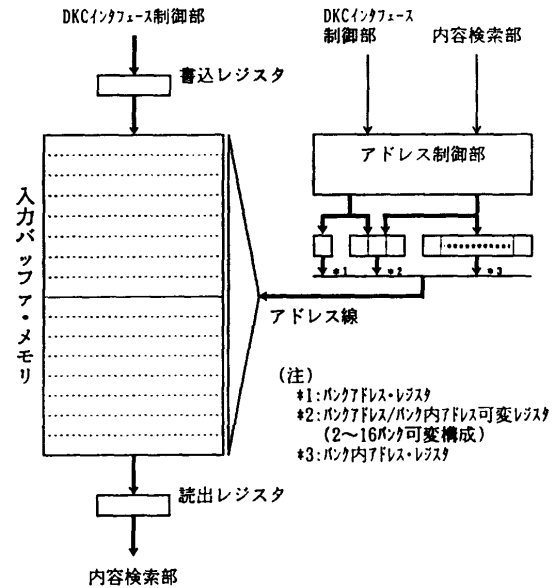 DKCインタフェース制御部
書込レジスタ
入力バッファ・メモリ
読出レジスタ
内容検索部
DKCインタフェース
制御部
内容検索部
アドレス制御部
*1
*2
*3
アドレス線
(注)
*1:バンクアドレス・レジスタ
*2:バンクアドレス/バンク内アドレス可変レジスタ
(2〜16バンク可変構成)
*3:バンク内アドレス・レジスタ